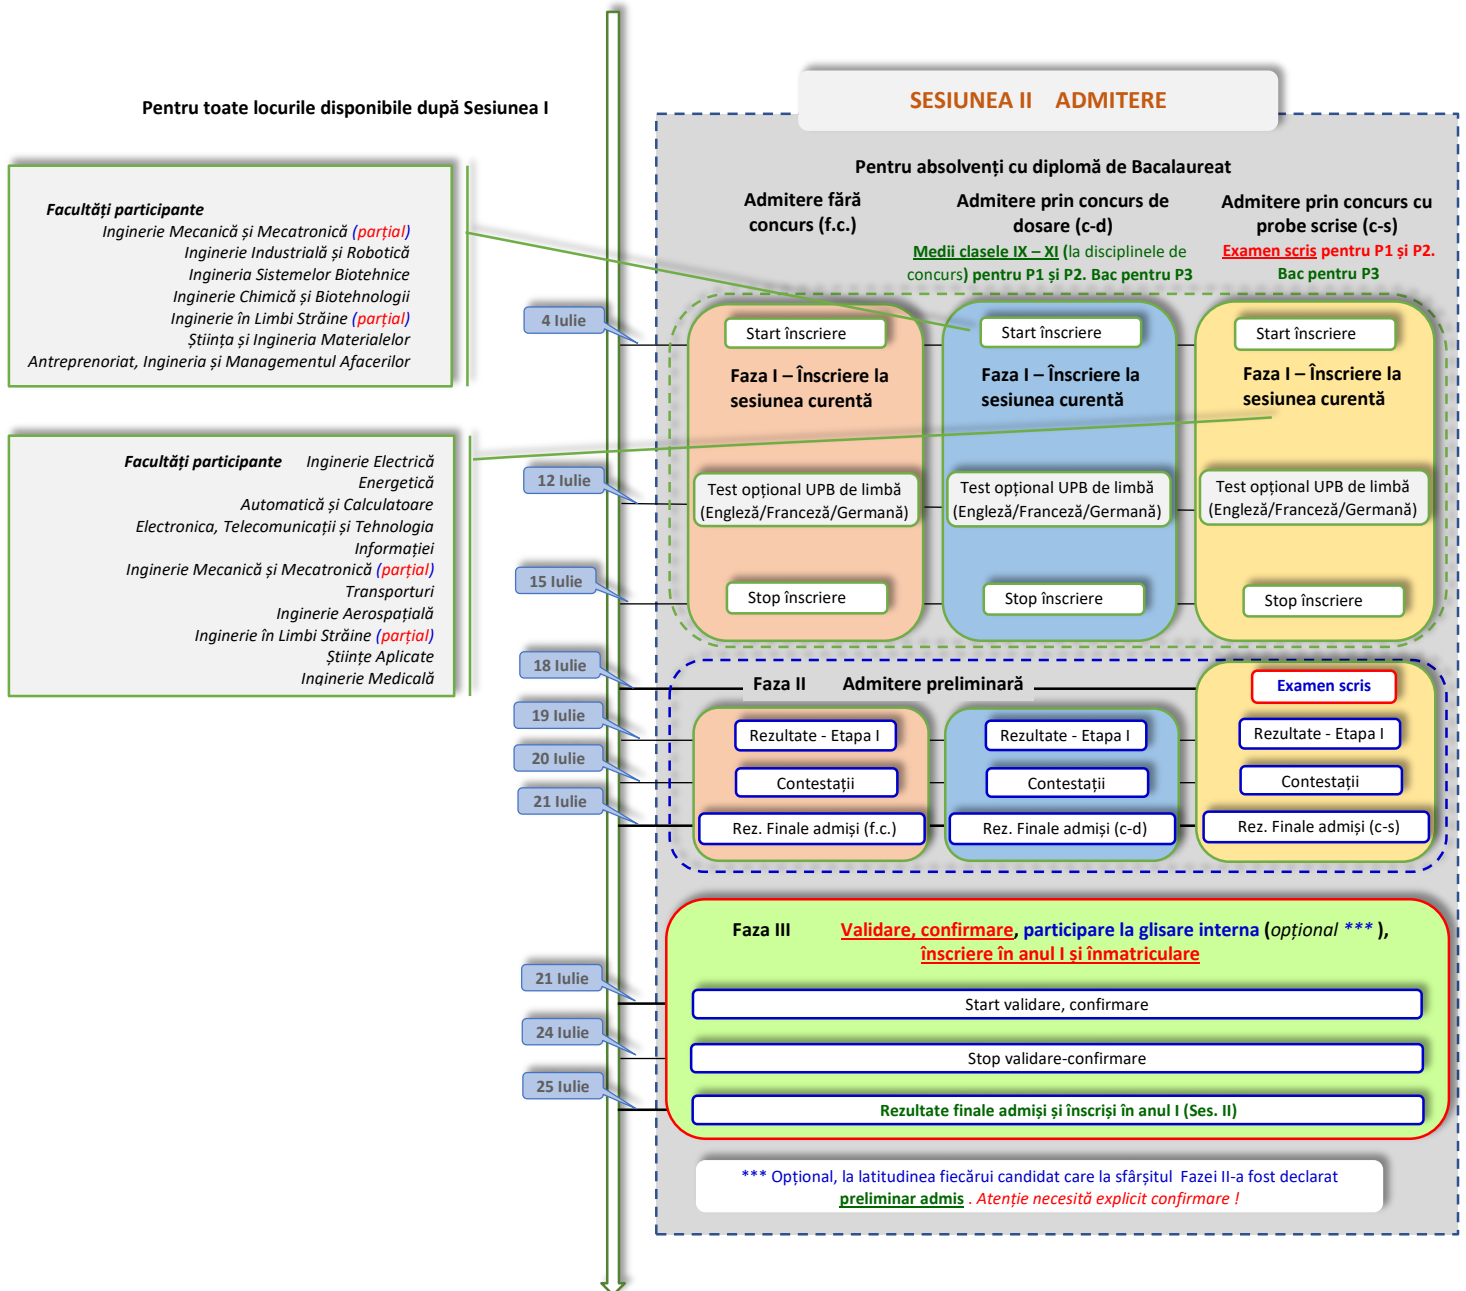 Pentru toate locurile disponibile după Sesiunea I
SESIUNEA II ADMITERE
Pentru absolvenți cu diplomă de Bacalaureat
Admitere fără
concurs (f.c.)
Admitere prin concurs de
dosare (c-d)
Medii clasele IX – XI (la disciplinele de
concurs) pentru P1 și P2. Bac pentru P3
Admitere prin concurs cu
probe scrise (c-s)
Examen scris pentru P1 și P2.
Bac pentru P3
Facultăți participante
Inginerie Mecanică și Mecatronică (parțial)
Inginerie Industrială și Robotică
Ingineria Sistemelor Biotehnice
Inginerie Chimică și Biotehnologii
Inginerie în Limbi Străine (parțial)
Știința și Ingineria Materialelor
Antreprenoriat, Ingineria și Managementul Afacerilor
Facultăți participante Inginerie Electrică
Energetică
Automatică și Calculatoare
Electronica, Telecomunicații și Tehnologia
Informației
Inginerie Mecanică și Mecatronică (parțial)
Transporturi
Inginerie Aerospațială
Inginerie în Limbi Străine (parțial)
Științe Aplicate
Inginerie Medicală
4 Iulie
Start înscriere
Start înscriere
Start înscriere
Faza I – Înscriere la
sesiunea curentă
Faza I – Înscriere la
sesiunea curentă
Faza I – Înscriere la
sesiunea curentă
12 Iulie
Test opțional UPB de limbă
(Engleză/Franceză/Germană)
Test opțional UPB de limbă
(Engleză/Franceză/Germană)
Test opțional UPB de limbă
(Engleză/Franceză/Germană)
15 Iulie
Stop înscriere
Stop înscriere
Stop înscriere
18 Iulie
Faza II Admitere preliminară
Examen scris
19 Iulie
Rezultate - Etapa I
Rezultate - Etapa I
Rezultate - Etapa I
20 Iulie
Contestații
Contestații
Contestații
21 Iulie
Rez. Finale admiși (f.c.)
Rez. Finale admiși (c-d)
Rez. Finale admiși (c-s)
Faza III Validare, confirmare, participare la glisare interna (opțional *** ),
înscriere în anul I și înmatriculare
21 Iulie
Start validare, confirmare
24 Iulie
Stop validare-confirmare
25 Iulie
Rezultate finale admiși și înscriși în anul I (Ses. II)
*** Opțional, la latitudinea fiecărui candidat care la sfârșitul Fazei II-a fost declarat
preliminar admis . Atenție necesită explicit confirmare !